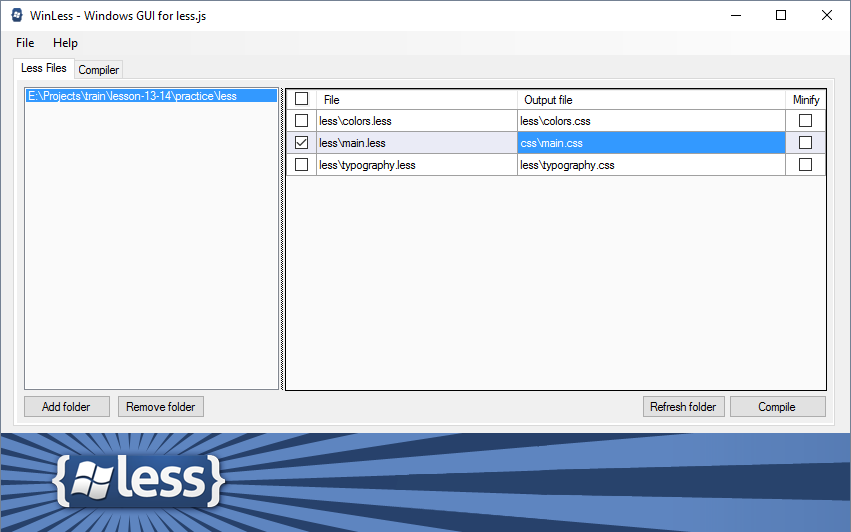 WinLess - Windows GUI for less.js
File Help
Less Files Compiler
E:\Projects\train\lesson-13-14\practice\less
File Output file Minify
less\colors.less less\colors.css
less\main.less css\main.css
less\typography.less less\typography.css
Add folder Remove folder Refresh folder Compile
{less}